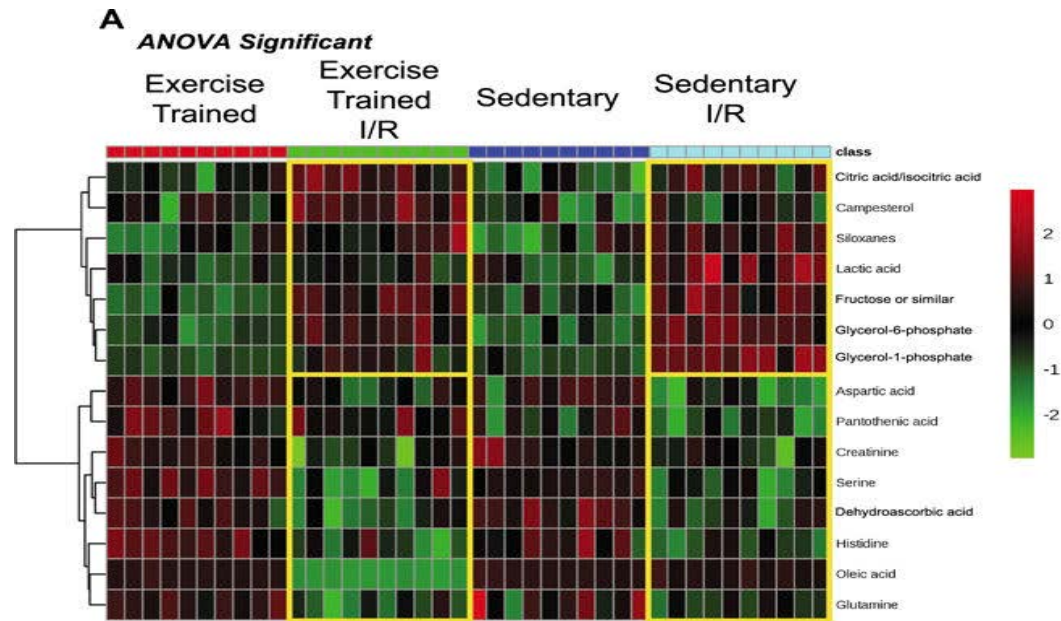 A
ANOVA Significant
Exercise
Trained
Exercise
Trained
I/R
Sedentary
Sedentary
I/R
class
Citric acid/isocitric acid
Campesterol
Siloxanes
Lactic acid
Fructose or similar
Glycerol-6-phosphate
Glycerol-1-phosphate
Aspartic acid
Pantothenic acid
Creatinine
Serine
Dehydroascorbic acid
Histidine
Oleic acid
Glutamine
2
1
0
-1
-2